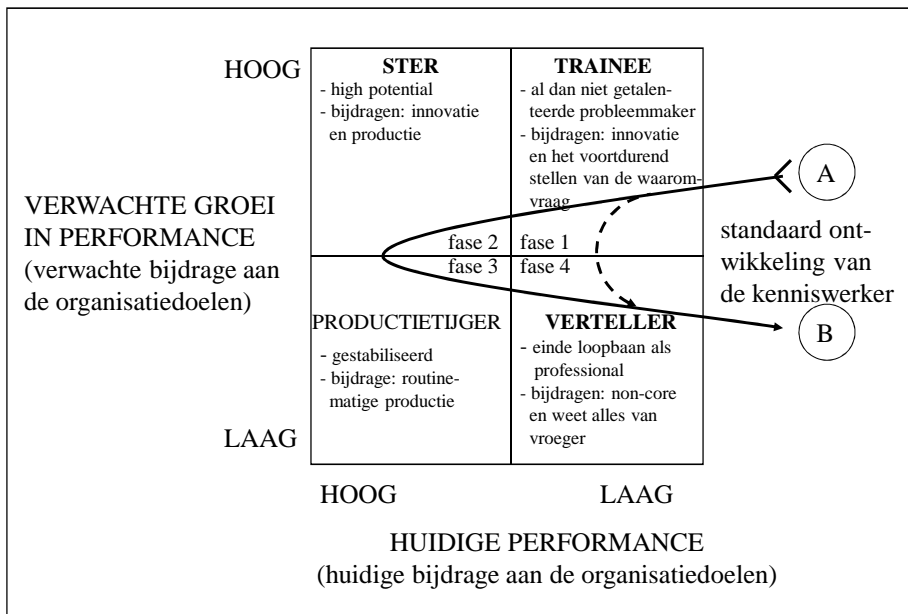 HOOG
STER
- high potential
- bijdragen: innovatie
en productie
TRAINEE
- al dan niet getalen-
teerde probleemmaker
- bijdragen: innovatie
en het voortdurend
stellen van de waarom-
vraag
A
VERWACHTE GROEI
IN PERFORMANCE
(verwachte bijdrage aan
de organisatiedoelen)
fase 2
fase 1
fase 3
fase 4
standaard ont-
wikkeling van
de kenniswerker
B
PRODUCTIETIJGER
- gestabiliseerd
- bijdrage: routine-
matige productie
VERTELLER
- einde loopbaan als
professional
- bijdragen: non-core
en weet alles van
vroeger
LAAG
HOOG
LAAG
HUIDIGE PERFORMANCE
(huidige bijdrage aan de organisatiedoelen)